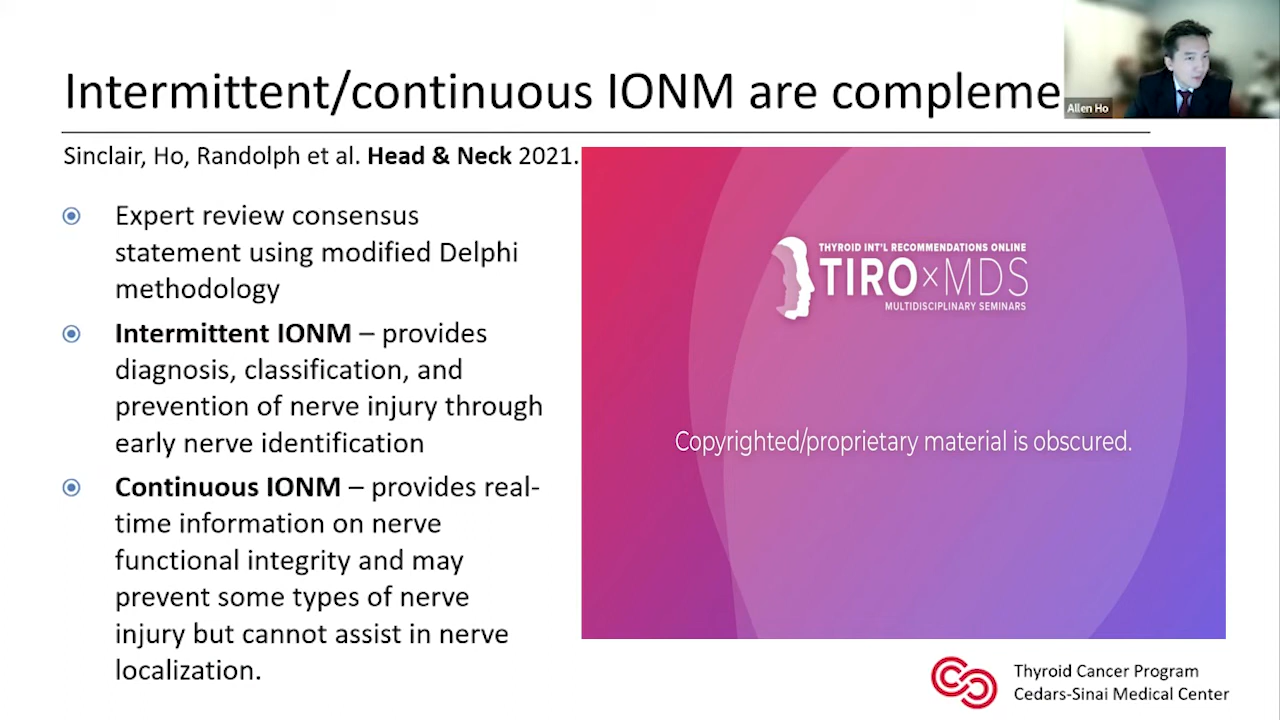 Intermittent/continuous IONM are compleme
Allen Ho
Sinclair, Ho, Randolph et al. Head & Neck 2021.
Expert review consensus
statement using modified Delphi
methodology
Intermittent IONM – provides
diagnosis, classification, and
prevention of nerve injury through
early nerve identification
Continuous IONM – provides real-
time information on nerve
functional integrity and may
prevent some types of nerve
injury but cannot assist in nerve
localization.
THYROID INT'L RECOMMENDATIONS ONLINE
TIROxMDS
MULTIDISCIPLINARY SEMINARS
Copyrighted/proprietary material is obscured.
Thyroid Cancer Program
Cedars-Sinai Medical Center